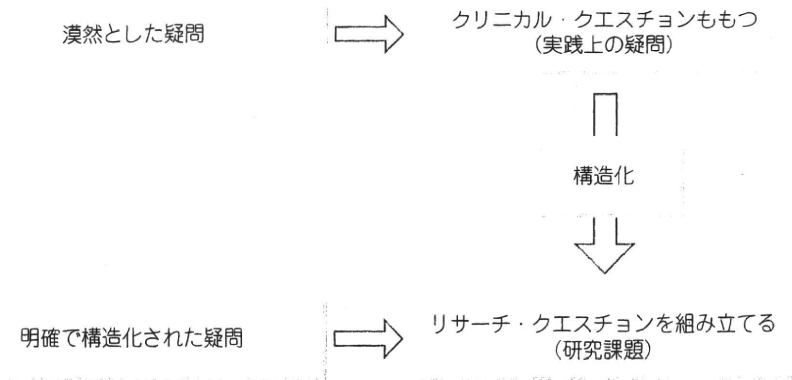 漠然とした疑問
クリニカル・クエスチョンももつ
(実践上の疑問)
構造化
明確で構造化された疑問
リサーチ・クエスチョンを組み立てる
(研究課題)